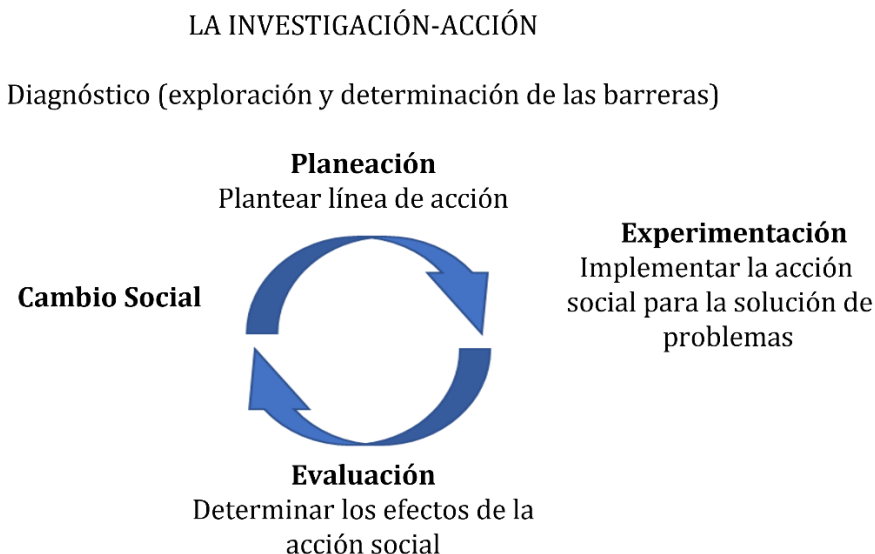 LA INVESTIGACIÓN-ACCIÓN
Diagnóstico (exploración y determinación de las barreras)
Planeación
Plantear línea de acción
Experimentación
Implementar la acción
social para la solución de
problemas
Cambio Social
Evaluación
Determinar los efectos de la
acción social